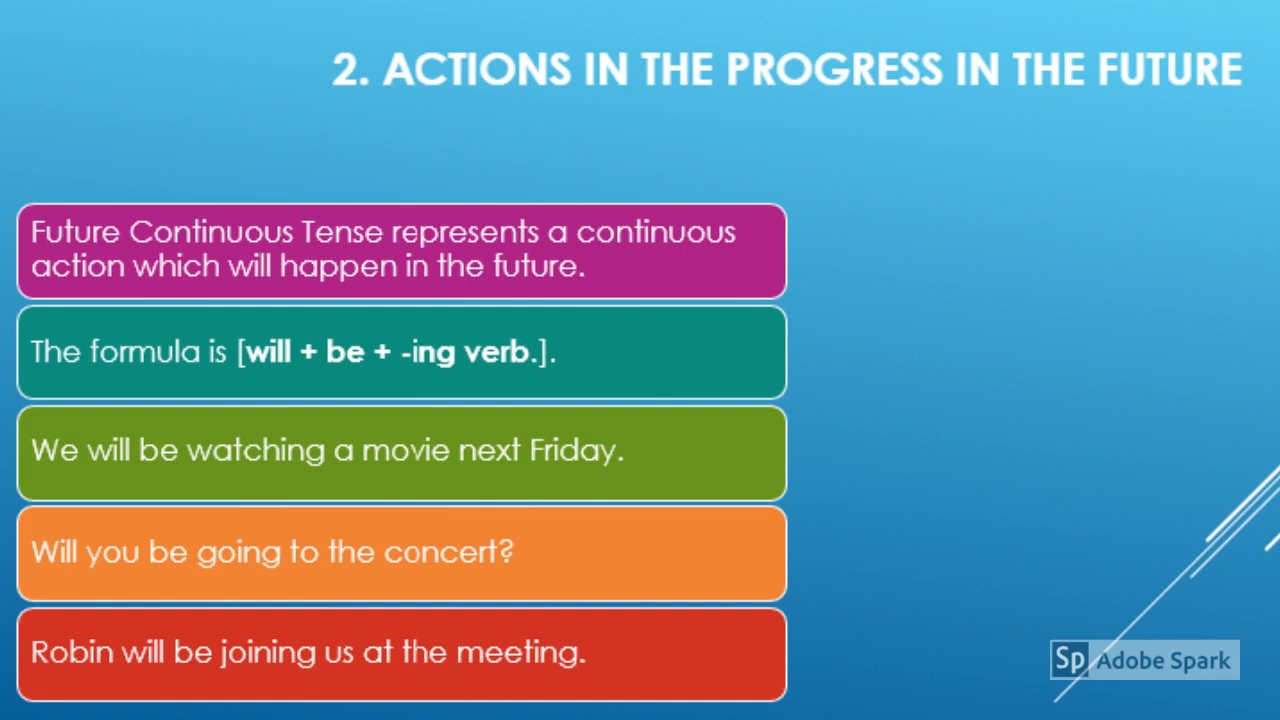 2. ACTIONS IN THE PROGRESS IN THE FUTURE
Future Continuous Tense represents a continuous
action which will happen in the future.
The formula is [will + be + -ing verb.].
We will be watching a movie next Friday.
Will you be going to the concert?
Robin will be joining us at the meeting.
Sp Adobe Spark